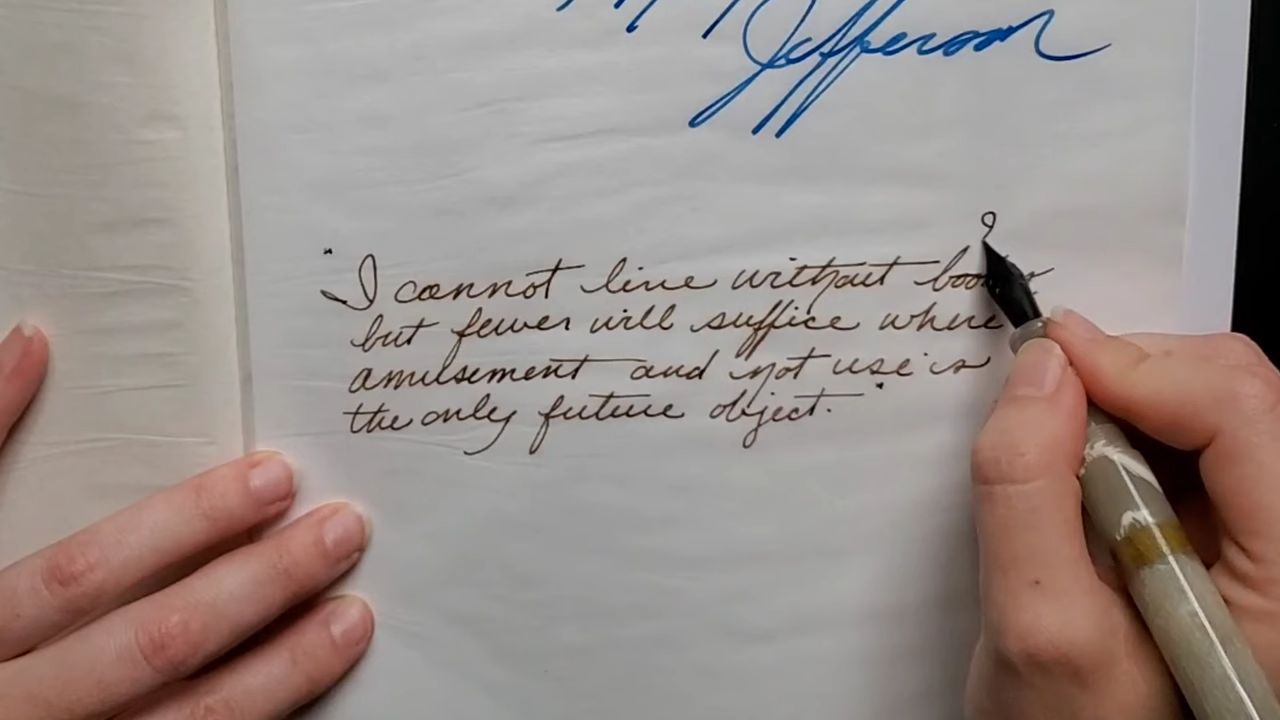 Jefferson
"I cannot live without books
but fewer will suffice where
amusement and not use is
the only future object."